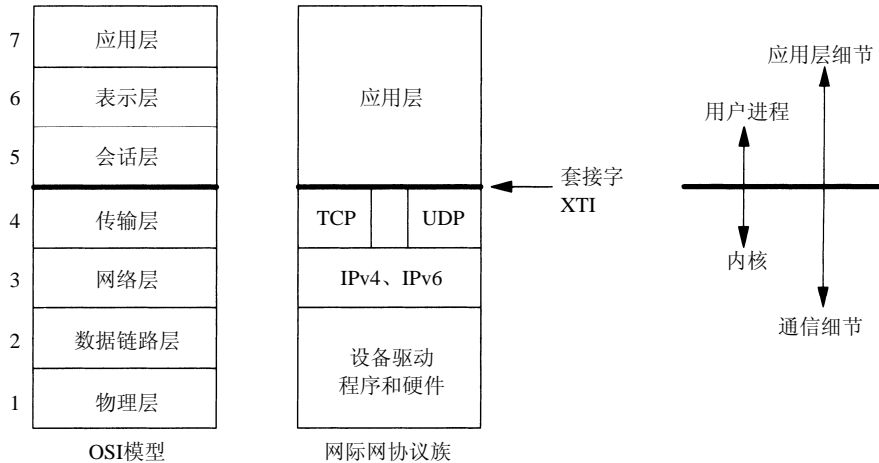 7
应用层
6
表示层
5
会话层
4
传输层
3
网络层
2
数据链路层
1
物理层
OSI模型
应用层
TCP
UDP
IPv4、IPv6
设备驱动
程序和硬件
网际网协议族
套接字
XTI
应用层细节
用户进程
内核
通信细节